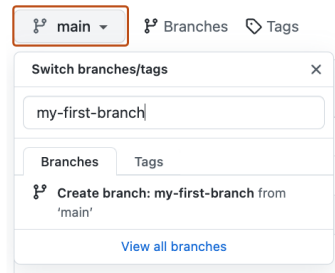 main Branches Tags
Switch branches/tags
my-first-branch
Branches Tags
Create branch: my-first-branch from
‘main’
View all branches